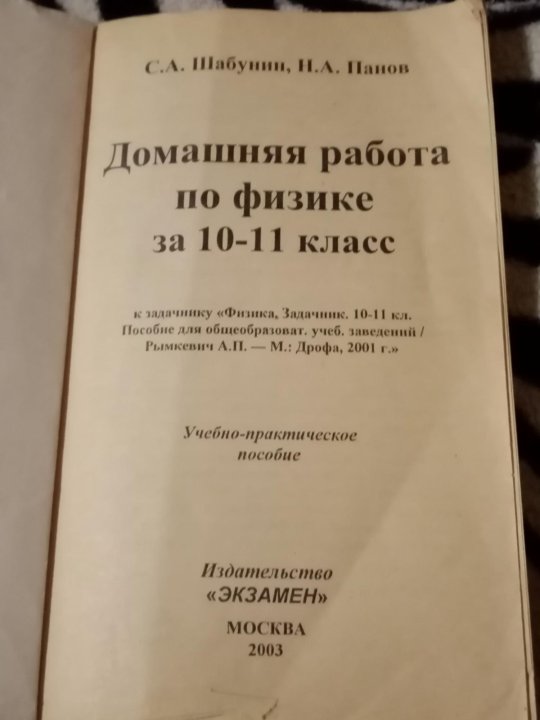 С.А. Шабунин, Н.А. Панов
Домашняя работа
по физике
за 10-11 класс
к задачнику «Физика, Задачник. 10-11 кл.
Пособие для общеобразоват. учеб. заведений /
Рымкевич А.П. — М.: Дрофа, 2001 г.»
Учебно-практическое
пособие
Издательство
«ЭКЗАМЕН»
МОСКВА
2003